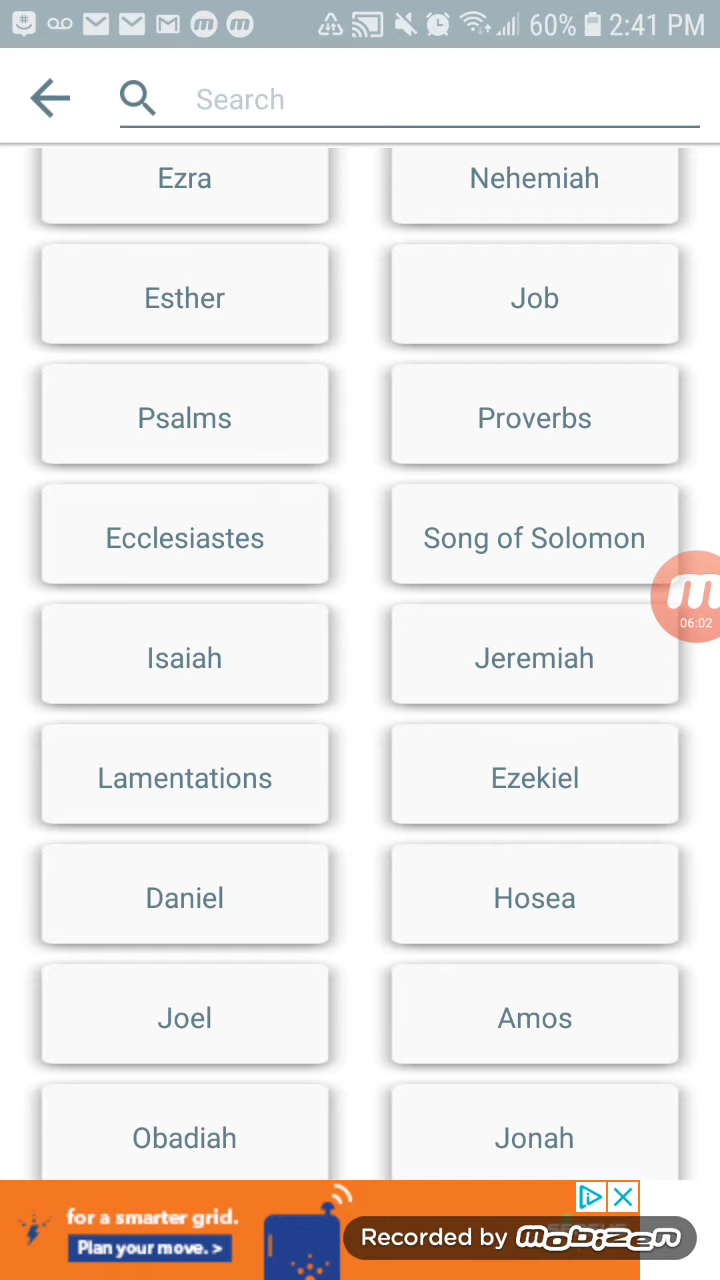 60% 2:41 PM
Search
Ezra Nehemiah
Esther Job
Psalms Proverbs
Ecclesiastes Song of Solomon
Isaiah Jeremiah
06:02
Lamentations Ezekiel
Daniel Hosea
Joel Amos
Obadiah Jonah
for a smarter grid.
Plan your move. >
Recorded by mobizen